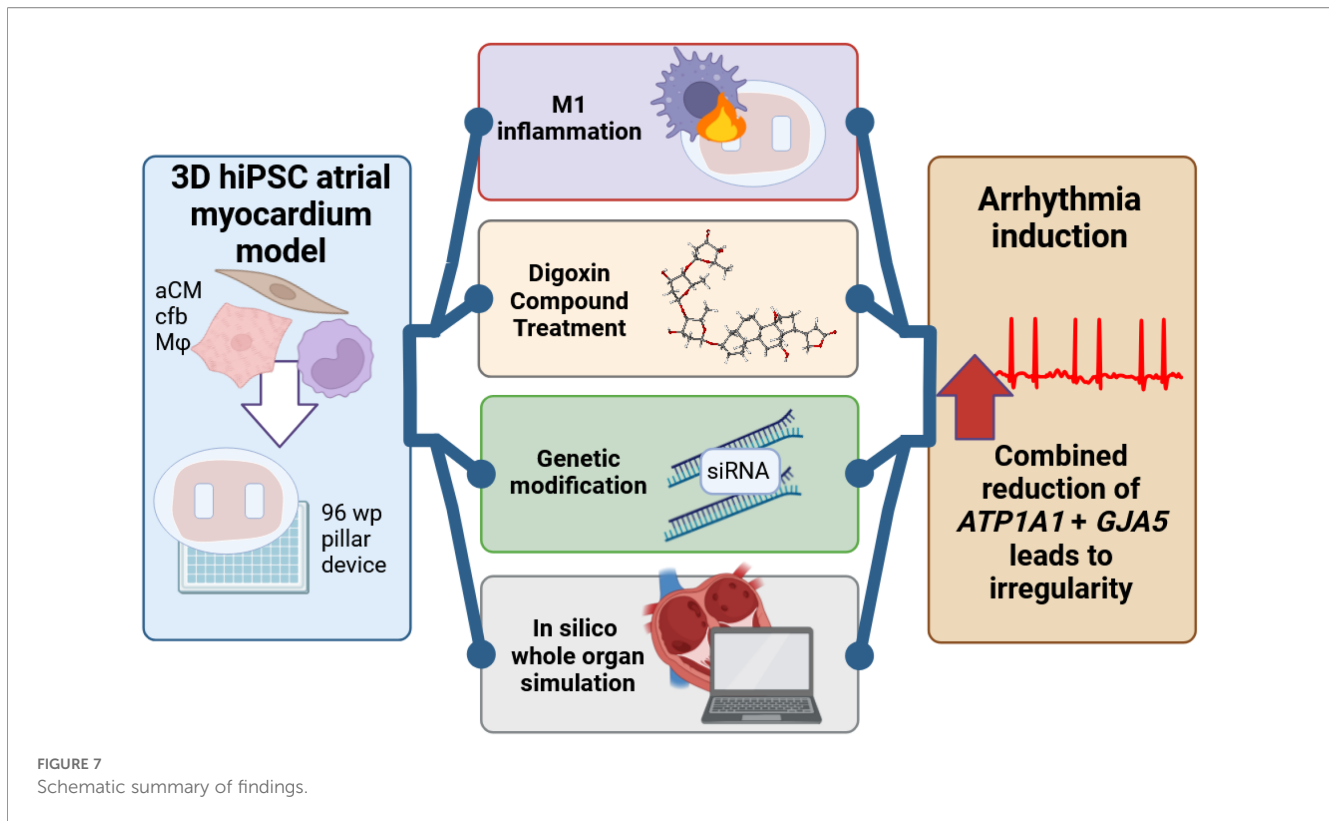 3D hiPSC atrial
myocardium
model
aCM
cfb
Mφ
96 wp
pillar
device
M1
inflammation
Digoxin
Compound
Treatment
Genetic
modification
siRNA
In silico
whole organ
simulation
Arrhythmia
induction
Combined
reduction of
ATP1A1 + GJA5
leads to
irregularity
FIGURE 7
Schematic summary of findings.